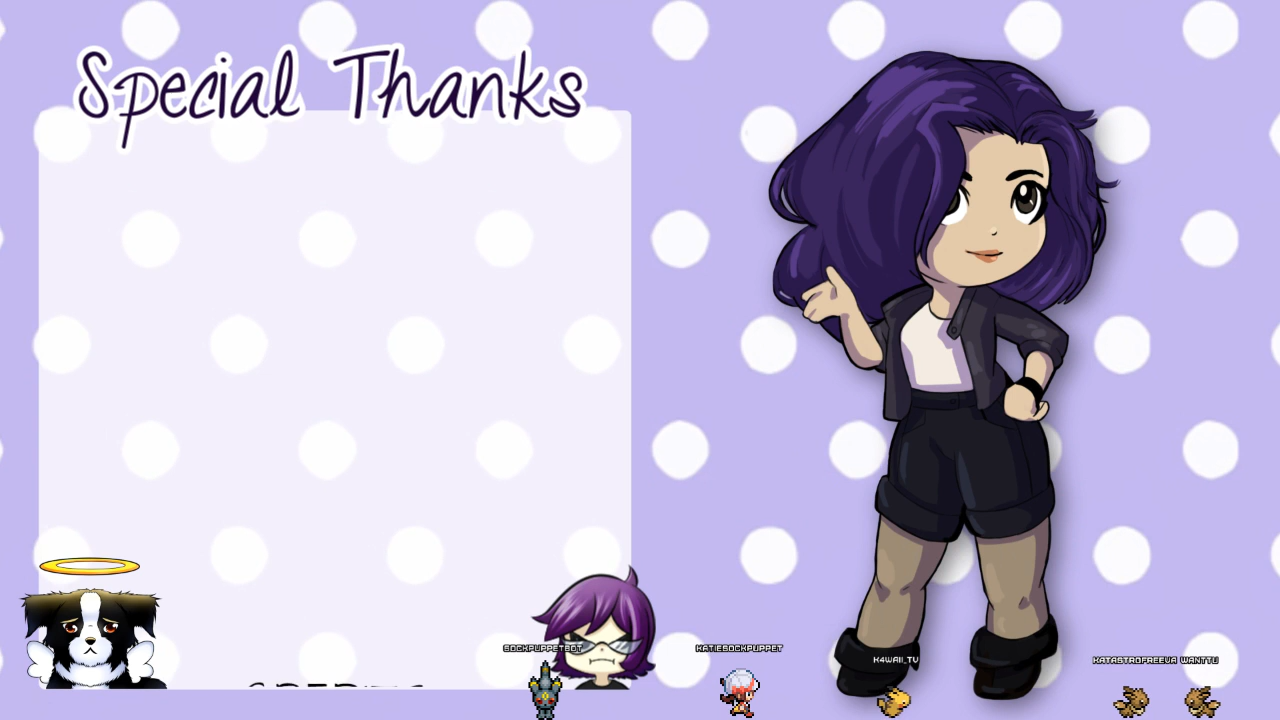 Special Thanks
SOCKPUPPETBOT
KATIESOCKPUPPET
K4WAII_TV
KATASTROFREEVA WANTTU